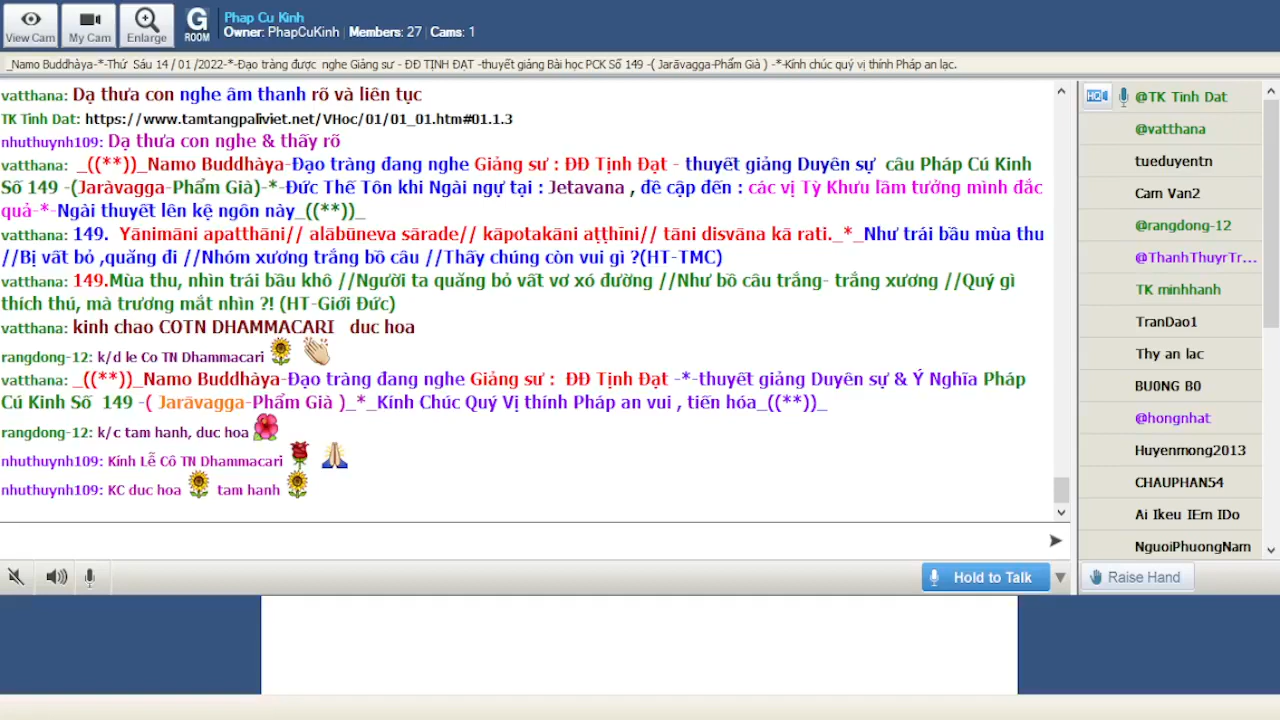 View Cam
My Cam
Enlarge
G
ROOM
Phap Cu Kinh
Owner: PhapCuKinh | Members: 27 | Cams: 1
_Namo Buddhàya-*-Thứ Sáu 14 / 01 /2022-*-Đạo tràng được nghe Giảng sư - ĐĐ TỊNH ĐẠT -thuyết giảng Bài học PCK Số 149 -( Jarāvagga-Phẩm Già ) -*-Kính chúc quý vị thính Pháp an lạc.
vatthana: Dạ thưa con nghe âm thanh rõ và liên tục
TK Tinh Dat: https://www.tamtangpaliviet.net/VHoc/01/01_01.htm#01.1.3
nhuthuynh109: Dạ thưa con nghe & thấy rõ
vatthana: _((**))_Namo Buddhàya-Đạo tràng đang nghe Giảng sư : ĐĐ Tịnh Đạt - thuyết giảng Duyên sự câu Pháp Cú Kinh
Số 149 -(Jaràvagga-Phẩm Già)-*-Đức Thế Tôn khi Ngài ngự tại : Jetavana , đề cập đến : các vị Tỳ Khưu lầm tưởng mình đắc
quả-*-Ngài thuyết lên kệ ngôn này_((**))_
vatthana: 149. Yānimāni apatthāni// alābūneva sārade// kāpotakāni aṭṭhīni// tāni disvāna kā rati._*_Như trái bầu mùa thu
//Bị vất bỏ ,quăng đi //Nhóm xương trắng bồ câu //Thấy chúng còn vui gì ?(HT-TMC)
vatthana: 149.Mùa thu, nhìn trái bầu khô //Người ta quăng bỏ vất vơ xó đường //Như bồ câu trắng- trắng xương //Quý gì
thích thú, mà trương mắt nhìn ?! (HT-Giới Đức)
vatthana: kinh chao COTN DHAMMACARI duc hoa
rangdong-12: k/d le Co TN Dhammacari
vatthana: _((**))_Namo Buddhàya-Đạo tràng đang nghe Giảng sư : ĐĐ Tịnh Đạt -*-thuyết giảng Duyên sự & Ý Nghĩa Pháp
Cú Kinh Số 149 -( Jarāvagga-Phẩm Già )_*_Kính Chúc Quý Vị thính Pháp an vui , tiến hóa_((**))_
rangdong-12: k/c tam hanh, duc hoa
nhuthuynh109: Kính Lễ Cô TN Dhammacari
nhuthuynh109: KC duc hoa tam hanh
Hold to Talk
HQ
@TK Tinh Dat
@vatthana
tueduyentn
Cam Van2
@rangdong-12
@ThanhThuyrTr...
TK minhhanh
TranDao1
Thy an lac
BU0NG B0
@hongnhat
Huyenmong2013
CHAUPHAN54
Ai Ikeu IEm IDo
NguoiPhuongNam
Raise Hand